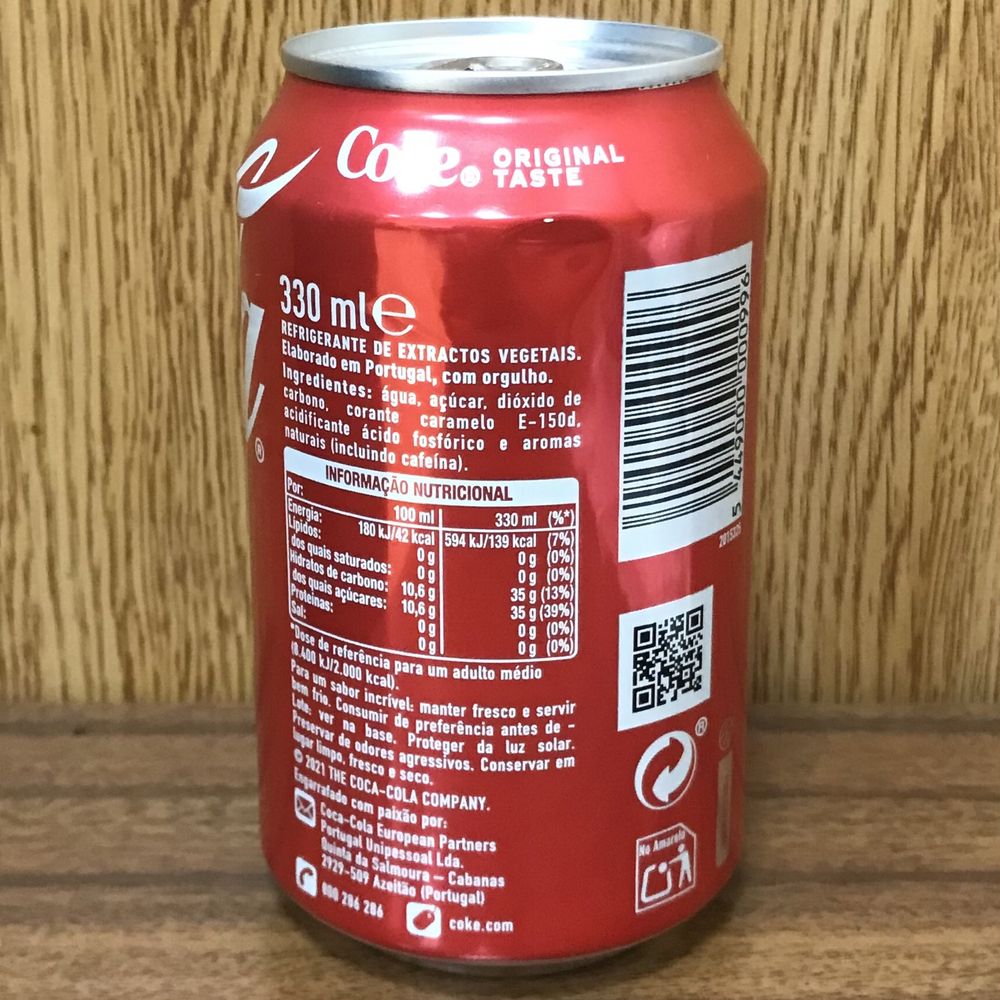 Coke®
ORIGINAL
TASTE
330 ml e
REFRIGERANTE DE EXTRACTOS VEGETAIS.
Elaborado em Portugal, com orgulho.
Ingredientes: água, açúcar, dióxido de
carbono, corante caramelo E-150d,
acidificante ácido fosfórico e aromas
naturais (incluindo cafeína).
INFORMAÇÃO NUTRICIONAL
Por: 100 ml 330 ml (%*)
Energia: 180 kJ/42 kcal 594 kJ/139 kcal (7%)
Lípidos: 0 g 0 g (0%)
dos quais saturados: 0 g 0 g (0%)
Hidratos de carbono: 10,6 g 35 g (13%)
dos quais açúcares: 10,6 g 35 g (39%)
Proteínas: 0 g 0 g (0%)
Sal: 0 g 0 g (0%)
*Dose de referência para um adulto médio
(8.400 kJ/2.000 kcal).
Para um sabor incrível: manter fresco e servir
bem frio. Consumir de preferência antes de -
Lote: ver na base. Proteger da luz solar.
Preservar de odores agressivos. Conservar em
lugar limpo, fresco e seco.
© 2021 THE COCA-COLA COMPANY.
Engarrafado com paixão por:
Coca-Cola European Partners
Portugal Unipessoal Lda.
Quinta da Salmoura – Cabanas
2929-509 Azeitão (Portugal)
800 206 286
coke.com
5 449000 000996
2015326
®
No Amarelo